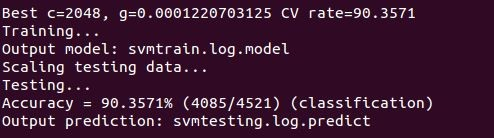 Best c=2048, g=0.0001220703125 CV rate=90.3571
Training...
Output model: svmtrain.log.model
Scaling testing data...
Testing...
Accuracy = 90.3571% (4085/4521) (classification)
Output prediction: svmtesting.log.predict